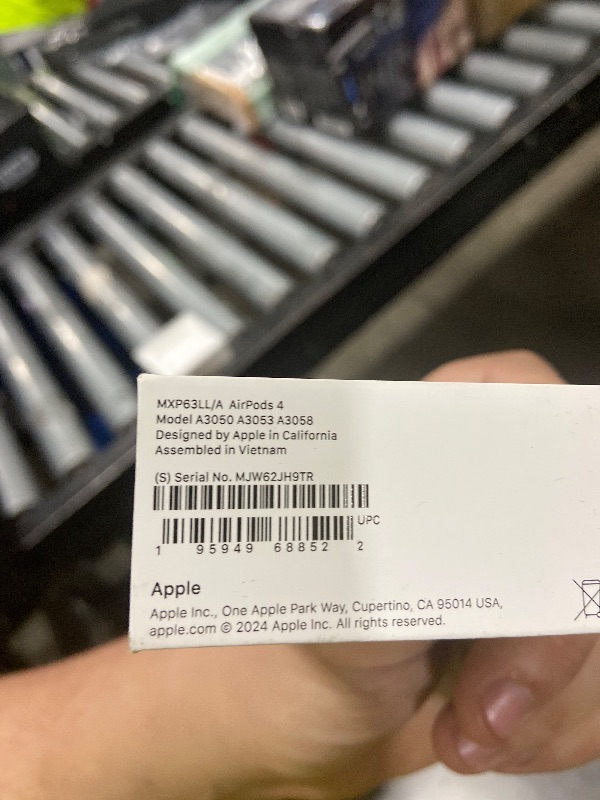 MXP63LL/A AirPods 4
Model A3050 A3053 A3058
Designed by Apple in California
Assembled in Vietnam
(S) Serial No. MJW62JH9TR
UPC
1 95949 68852 2
Apple
Apple Inc., One Apple Park Way, Cupertino, CA 95014 USA,
apple.com © 2024 Apple Inc. All rights reserved.